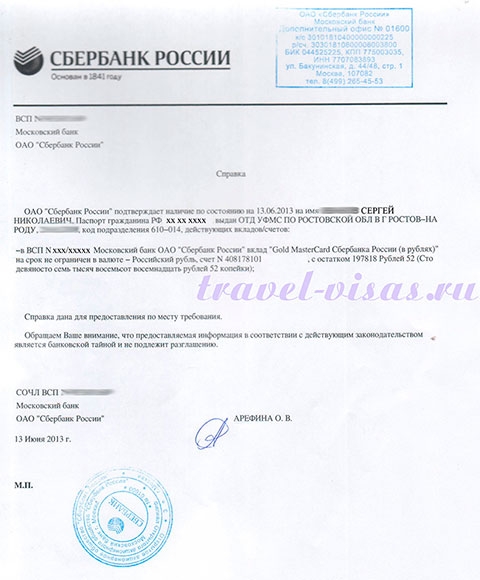 СБЕРБАНК РОССИИ
Основан в 1841 году
ОАО «Сбербанк России»
Московский банк
Дополнительный офис № 01600
к/с 30101810400000000225
р/сч. 30301810800006003800
БИК 044525225, КПП 775003035,
ИНН 7707083893
ул. Бакунинская, д. 44/48, стр. 1
Москва, 107082
тел. 8(499) 265-45-53
ВСП N
Московский банк
ОАО "Сбербанк России"
Справка
ОАО "Сбербанк России" подтверждает наличие по состоянию на 13.06.2013 на имя СЕРГЕЙ
НИКОЛАЕВИЧ. Паспорт гражданина РФ xx xx xxxx выдан ОТД УФМС ПО РОСТОВСКОЙ ОБЛ В Г РОСТОВ-НА
РОДУ, , код подразделения 610-014, действующих вкладов/счетов:
-в ВСП N xxx/xxxxx Московский банк ОАО "Сбербанк России" вклад "Gold MasterCard Сбербанка России (в рублях)"
на срок не ограничен в валюте - Российский рубль, счет N 408178101 , с остатком 197818 Рублей 52 (Сто
девяносто семь тысяч восемьсот восемнадцать рублей 52 копейки);
travel-visas.ru
Справка дана для предоставления по месту требования.
Обращаем Ваше внимание, что предоставляемая информация в соответствии с действующим законодательством
является банковской тайной и не подлежит разглашению.
СОЧЛ ВСП
Московский банк
ОАО "Сбербанк России"
АРЕФИНА О. В.
13 Июня 2013 г.
М.П.
СБЕРБАНК